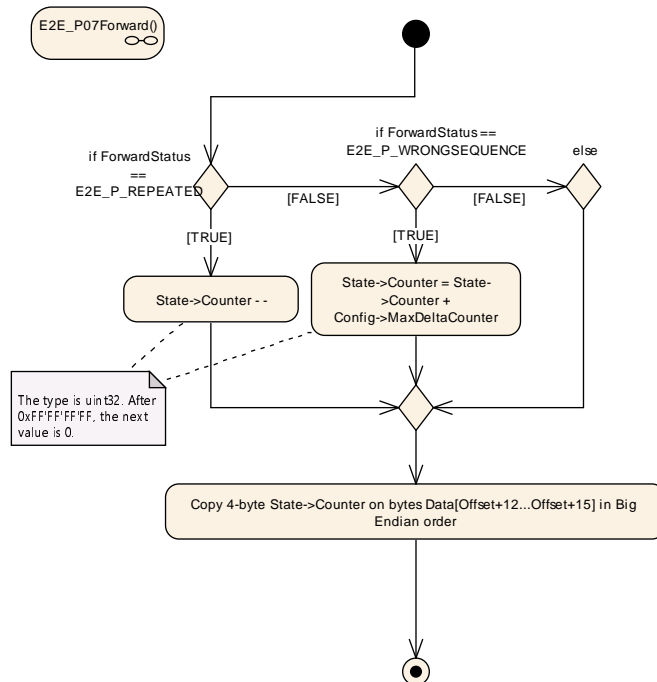 E2E_P07Forward()
if ForwardStatus ==
E2E_P_WRONGSEQUENCE
else
if ForwardStatus
==
E2E_P_REPEATED
[FALSE]
[FALSE]
[TRUE]
[TRUE]
State->Counter - -
State->Counter = State-
>Counter +
Config->MaxDeltaCounter
The type is uint32. After
0xFF'FF'FF'FF, the next
value is 0.
Copy 4-byte State->Counter on bytes Data[Offset+12...Offset+15] in Big
Endian order